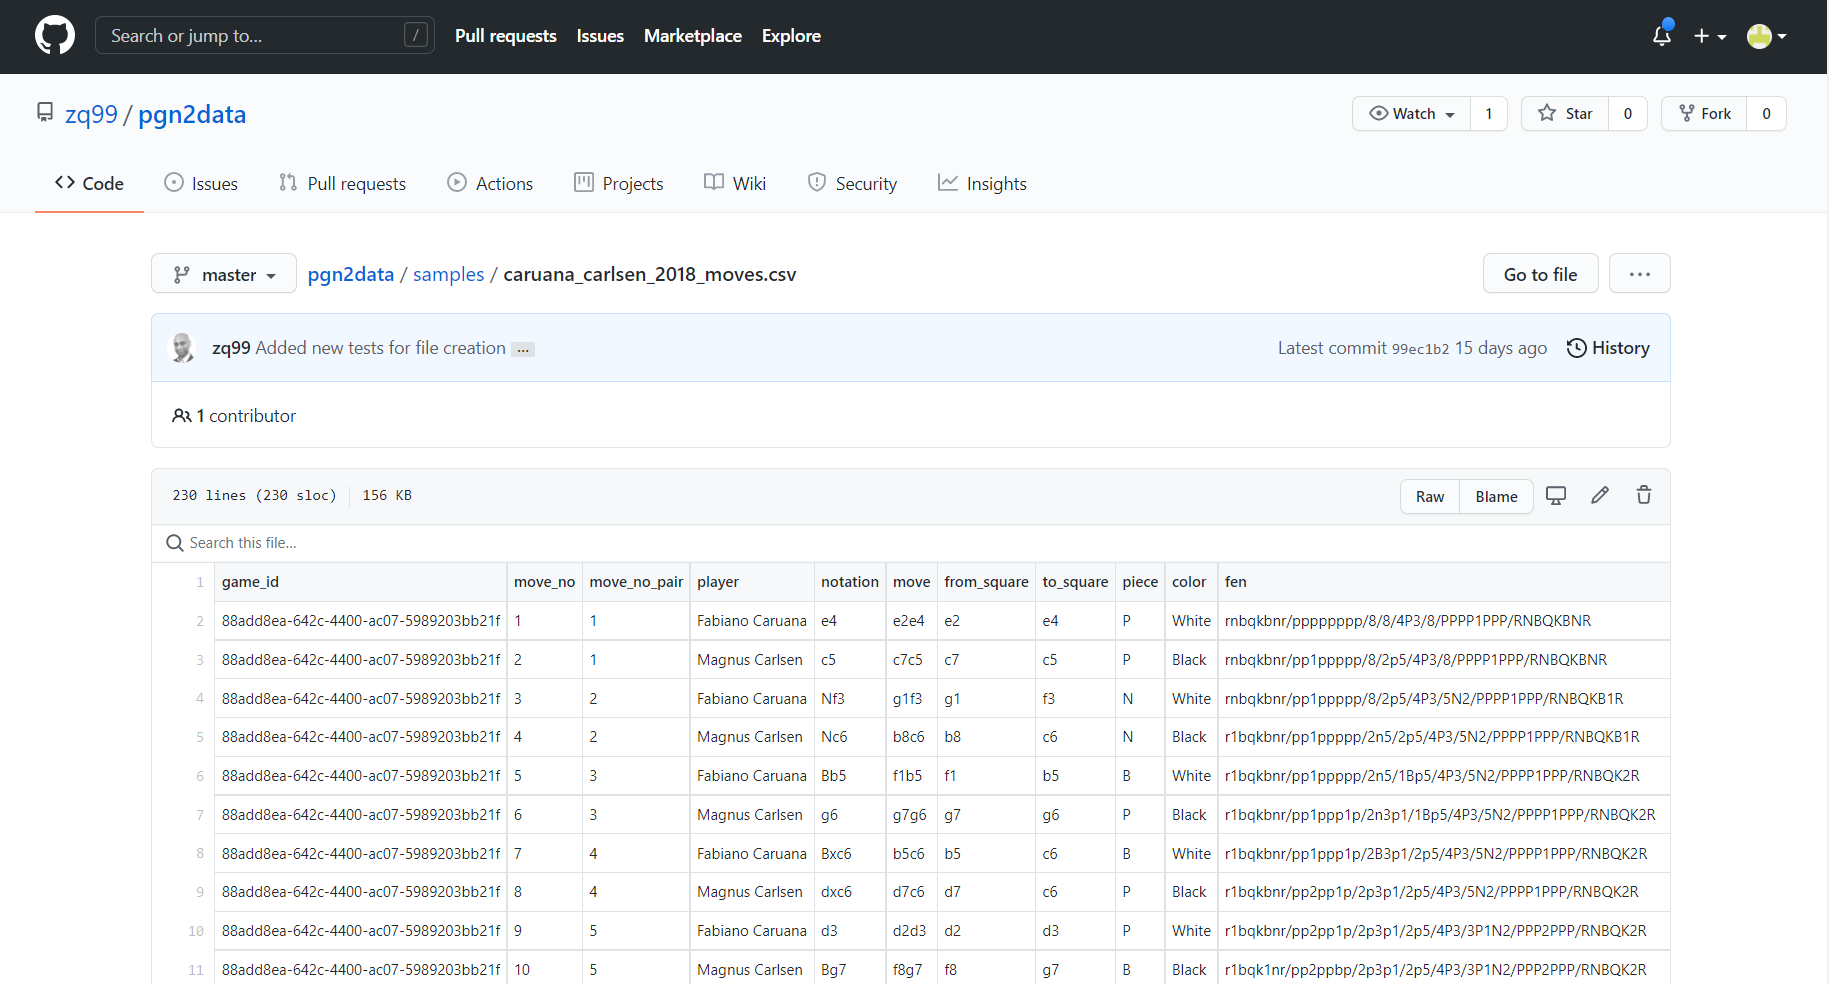 Search or jump to... / Pull requests Issues Marketplace Explore
zq99 / pgn2data Watch 1 Star 0 Fork 0
Code Issues Pull requests Actions Projects Wiki Security Insights
master pgn2data / samples / caruana_carlsen_2018_moves.csv Go to file ...
zq99 Added new tests for file creation ... Latest commit 99ec1b2 15 days ago History
1 contributor
230 lines (230 sloc) 156 KB Raw Blame
Search this file...
1 game_id move_no move_no_pair player notation move from_square to_square piece color fen
2 88add8ea-642c-4400-ac07-5989203bb21f 1 1 Fabiano Caruana e4 e2e4 e2 e4 P White rnbqkbnr/pppppppp/8/8/4P3/8/PPPP1PPP/RNBQKBNR
3 88add8ea-642c-4400-ac07-5989203bb21f 2 1 Magnus Carlsen c5 c7c5 c7 c5 P Black rnbqkbnr/pp1ppppp/8/2p5/4P3/8/PPPP1PPP/RNBQKBNR
4 88add8ea-642c-4400-ac07-5989203bb21f 3 2 Fabiano Caruana Nf3 g1f3 g1 f3 N White rnbqkbnr/pp1ppppp/8/2p5/4P3/5N2/PPPP1PPP/RNBQKB1R
5 88add8ea-642c-4400-ac07-5989203bb21f 4 2 Magnus Carlsen Nc6 b8c6 b8 c6 N Black r1bqkbnr/pp1ppppp/2n5/2p5/4P3/5N2/PPPP1PPP/RNBQKB1R
6 88add8ea-642c-4400-ac07-5989203bb21f 5 3 Fabiano Caruana Bb5 f1b5 f1 b5 B White r1bqkbnr/pp1ppppp/2n5/1Bp5/4P3/5N2/PPPP1PPP/RNBQK2R
7 88add8ea-642c-4400-ac07-5989203bb21f 6 3 Magnus Carlsen g6 g7g6 g7 g6 P Black r1bqkbnr/pp1ppp1p/2n3p1/1Bp5/4P3/5N2/PPPP1PPP/RNBQK2R
8 88add8ea-642c-4400-ac07-5989203bb21f 7 4 Fabiano Caruana Bxc6 b5c6 b5 c6 B White r1bqkbnr/pp1ppp1p/2B3p1/2p5/4P3/5N2/PPPP1PPP/RNBQK2R
9 88add8ea-642c-4400-ac07-5989203bb21f 8 4 Magnus Carlsen dxc6 d7c6 d7 c6 P Black r1bqkbnr/pp2pp1p/2p3p1/2p5/4P3/5N2/PPPP1PPP/RNBQK2R
10 88add8ea-642c-4400-ac07-5989203bb21f 9 5 Fabiano Caruana d3 d2d3 d2 d3 P White r1bqkbnr/pp2pp1p/2p3p1/2p5/4P3/3P1N2/PPP2PPP/RNBQK2R
11 88add8ea-642c-4400-ac07-5989203bb21f 10 5 Magnus Carlsen Bg7 f8g7 f8 g7 B Black r1bqk1nr/pp2ppbp/2p3p1/2p5/4P3/3P1N2/PPP2PPP/RNBQK2R